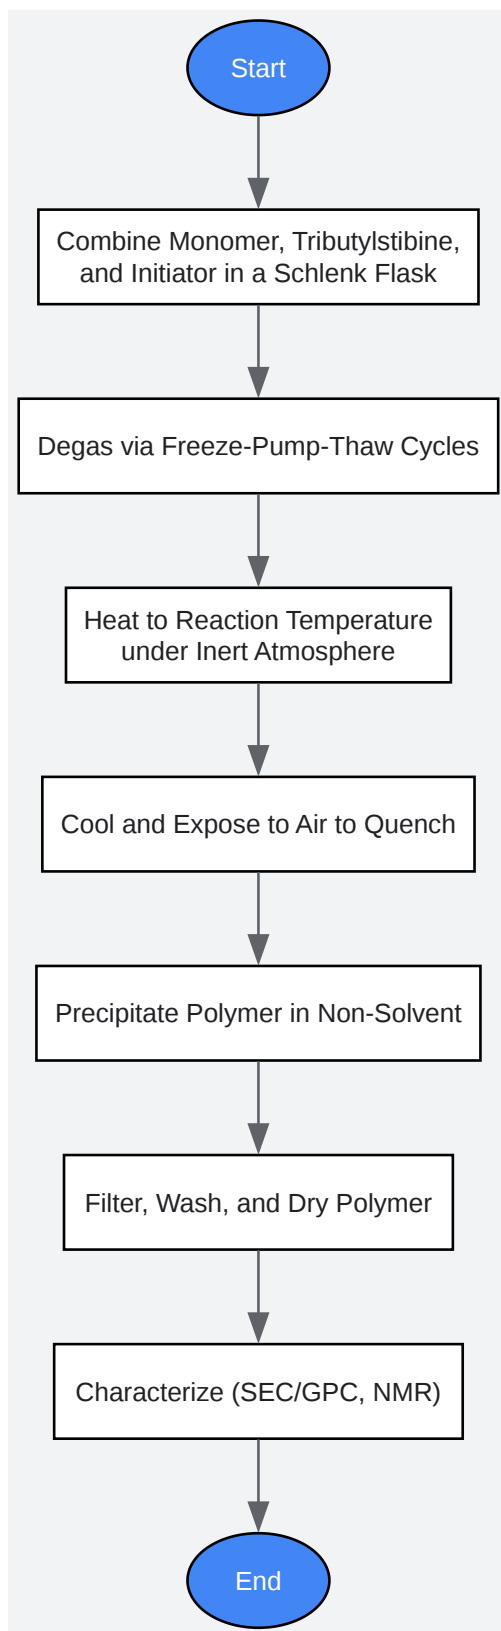 Start
Combine Monomer, Tributylstibine,
and Initiator in a Schlenk Flask
Degas via Freeze-Pump-Thaw Cycles
Heat to Reaction Temperature
under Inert Atmosphere
Cool and Expose to Air to Quench
Precipitate Polymer in Non-Solvent
Filter, Wash, and Dry Polymer
Characterize (SEC/GPC, NMR)
End